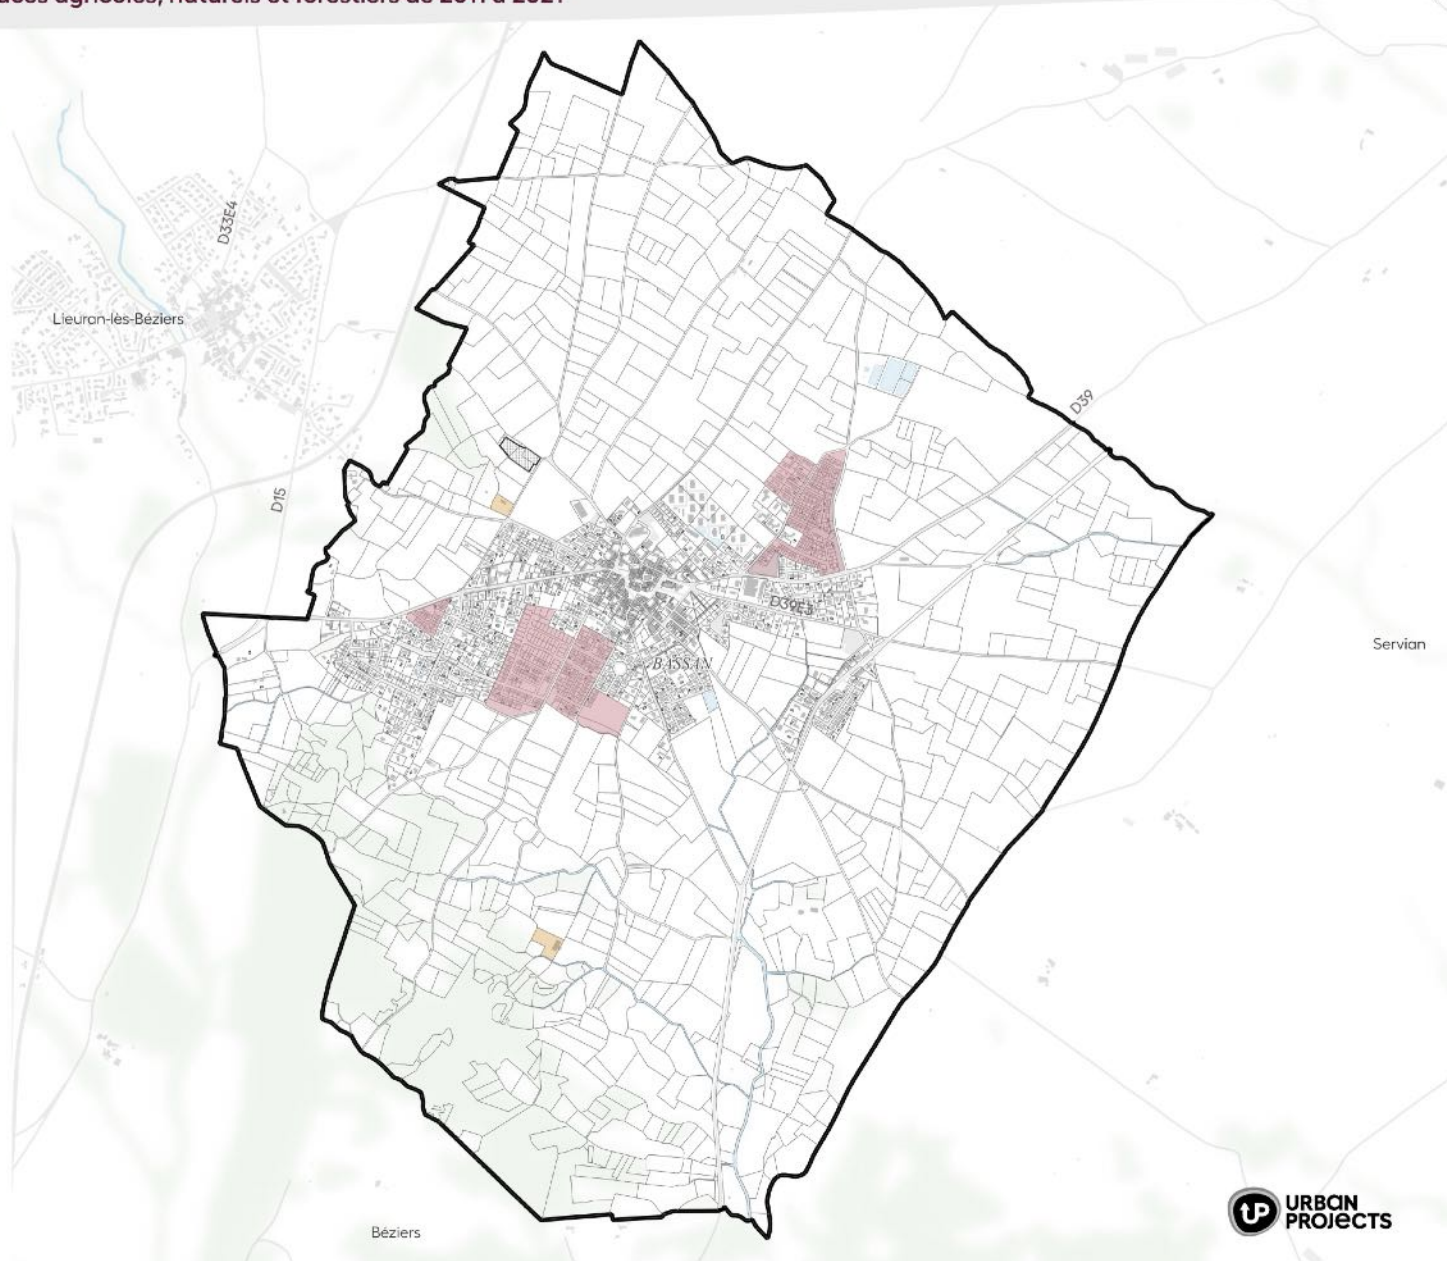 agricoles, naturels et forestiers de 2011 à 2021
D33E4
Lieuran-lès-Béziers
D39
D15
D39E3
Servian
BASSAN
Béziers
UP
URBAN
PROJECTS